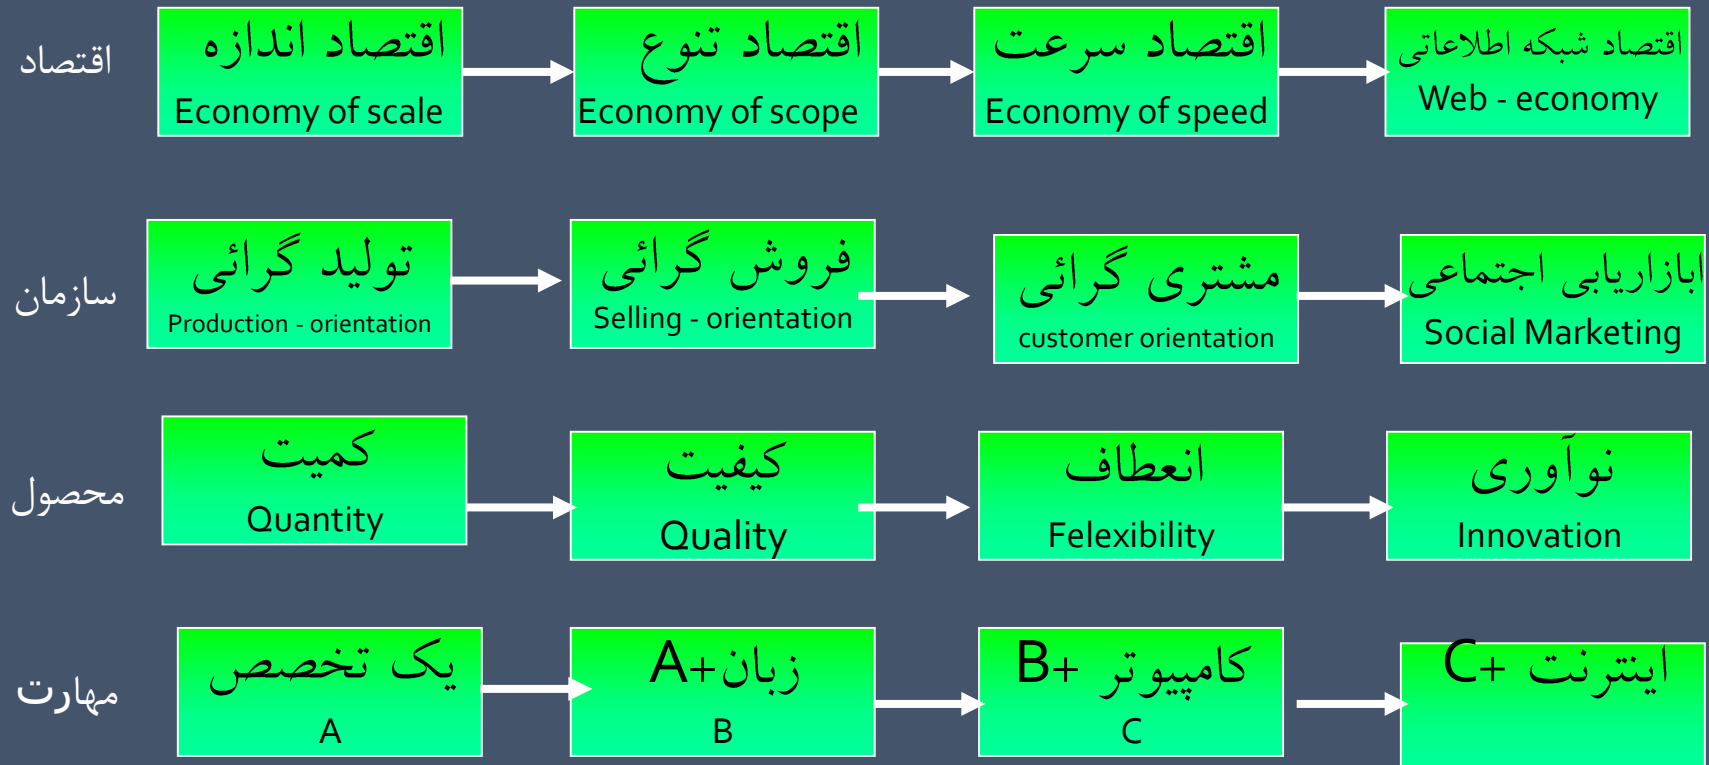 اقتصاد
اقتصاد اندازه
Economy of scale
اقتصاد تنوع
Economy of scope
اقتصاد سرعت
Economy of speed
اقتصاد شبکه اطلاعاتی
Web - economy
سازمان
تولید گرائی
Production - orientation
فروش گرائی
Selling - orientation
مشتری گرائی
customer orientation
ابازاریابی اجتماعی
Social Marketing
محصول
کمیت
Quantity
کیفیت
Quality
انعطاف
Felexibility
نوآوری
Innovation
مهارت
یک تخصص
A
زبان+A
B
کامپیوتر +B
C
اینترنت +C